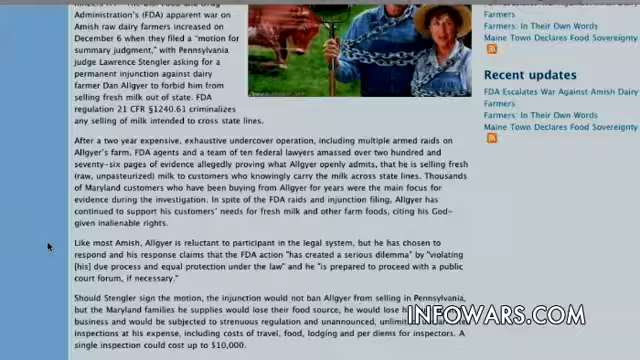 Administration's (FDA) apparent war on
Amish raw dairy farmers increased on
December 6 when they filed a "motion for
summary judgment," with Pennsylvania
judge Lawrence Stengler asking for a
permanent injunction against dairy
farmer Dan Allgyer to forbid him from
selling fresh milk out of state. FDA
regulation 21 CFR §1240.61 criminalizes
any selling of milk intended to cross state lines.
After a two year expensive, exhaustive undercover operation, including multiple armed raids on
Allgyer's farm, FDA agents and a team of ten federal lawyers amassed over two hundred and
seventy-six pages of evidence allegedly proving what Allgyer openly admits, that he is selling fresh
(raw, unpasteurized) milk to customers who knowingly carry the milk across state lines. Thousands
of Maryland customers who have been buying from Allgyer for years were the main focus for
evidence during the investigation. In spite of the FDA raids and injunction filing, Allgyer has
continued to support his customers' needs for fresh milk and other farm foods, citing his God-
given inalienable rights.
Like most Amish, Allgyer is reluctant to participant in the legal system, but he has chosen to
respond and his response claims that the FDA action "has created a serious dilemma" by "violating
[his] due process and equal protection under the law" and he "is prepared to proceed with a public
court forum, if necessary."
Should Stengler sign the motion, the injunction would not ban Allgyer from selling in Pennsylvania,
but the Maryland families he supplies would lose their food source, he would lose h
business and would be subjected to strenuous regulation and unannounced, unlimi
inspections at his expense, including costs of travel, food, lodging and per diems for inspectors. A
single inspection could cost up to $10,000.
Farmers
Farmers: In Their Own Words
Maine Town Declares Food Sovereignty
Recent updates
FDA Escalates War Against Amish Dairy
Farmers
Farmers: In Their Own Words
Maine Town Declares Food Sovereignty
INFOWARS.COM